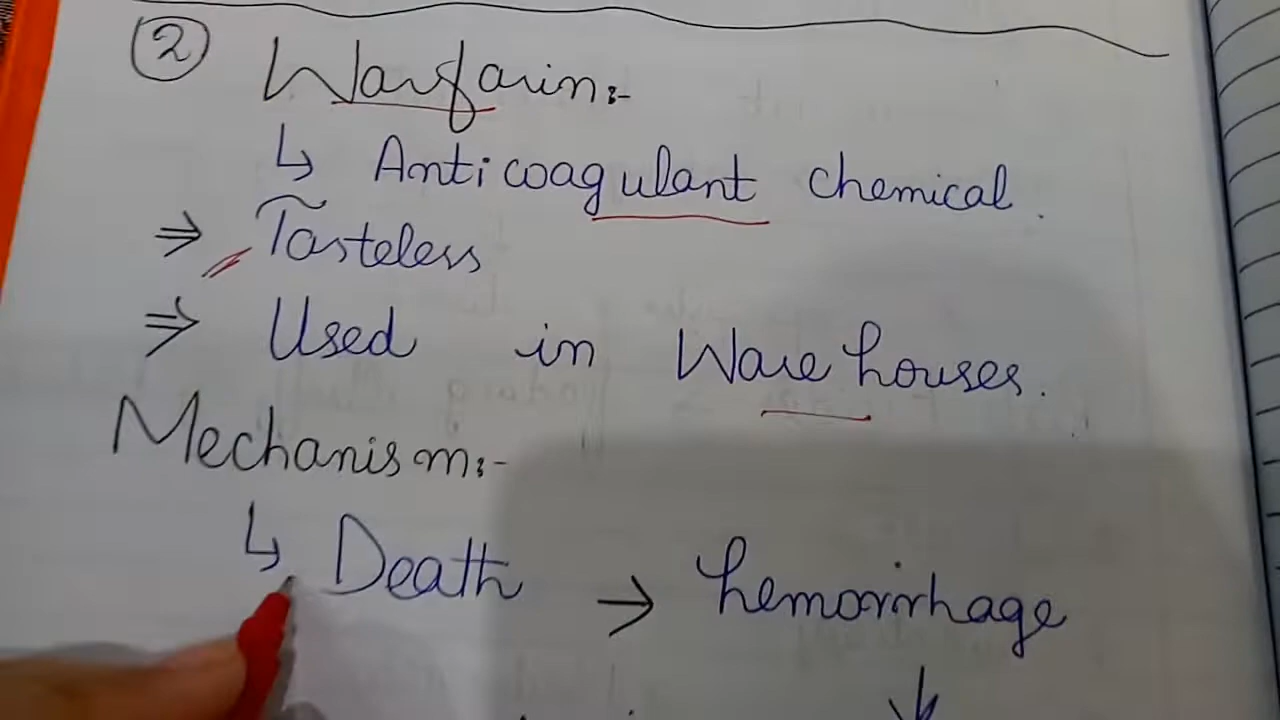 ② Warfarin:-
↳ Anticoagulant chemical.
⇒ Tasteless
⇒ Used in Ware houses.
Mechanism:-
↳ Death → hemorrhage
↓